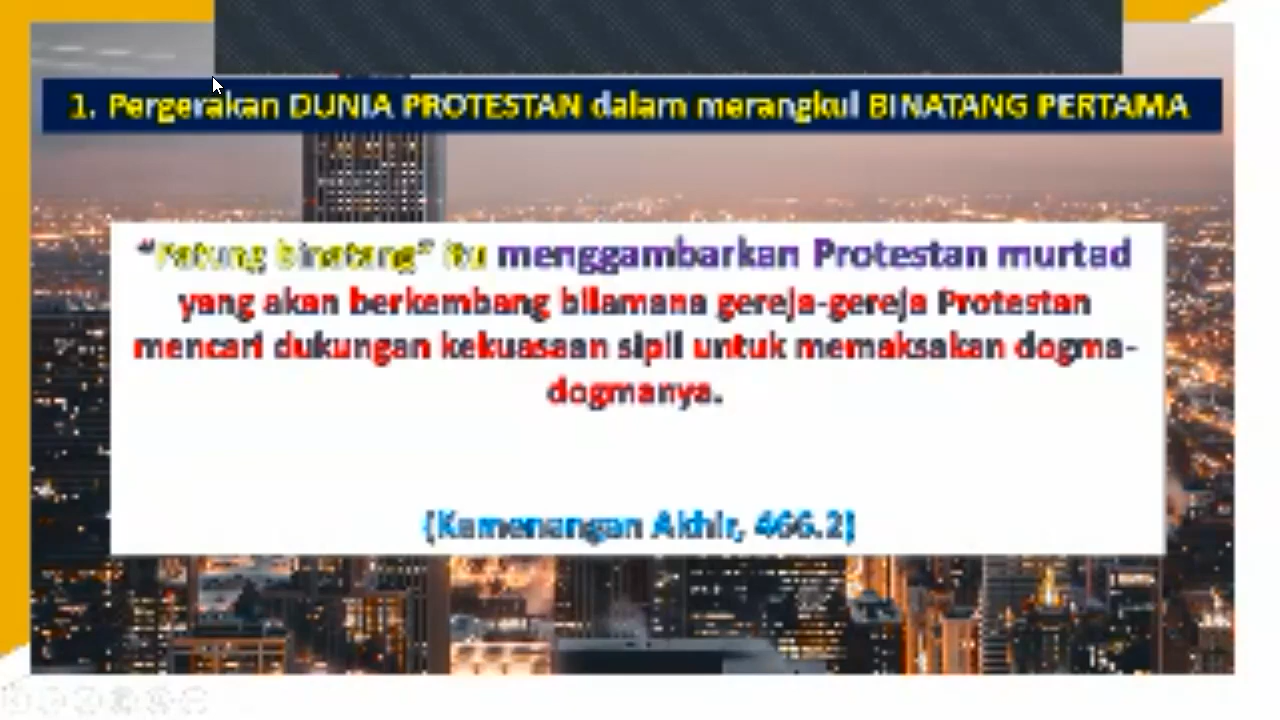 1. Pergerakan DUNIA PROTESTAN dalam merangkul BINATANG PERTAMA
“Patung binatang” itu menggambarkan Protestan murtad
yang akan berkembang bilamana gereja-gereja Protestan
mencari dukungan kekuasaan sipil untuk memaksakan dogma-
dogmanya.
(Kemenangan Akhir, 466.2)